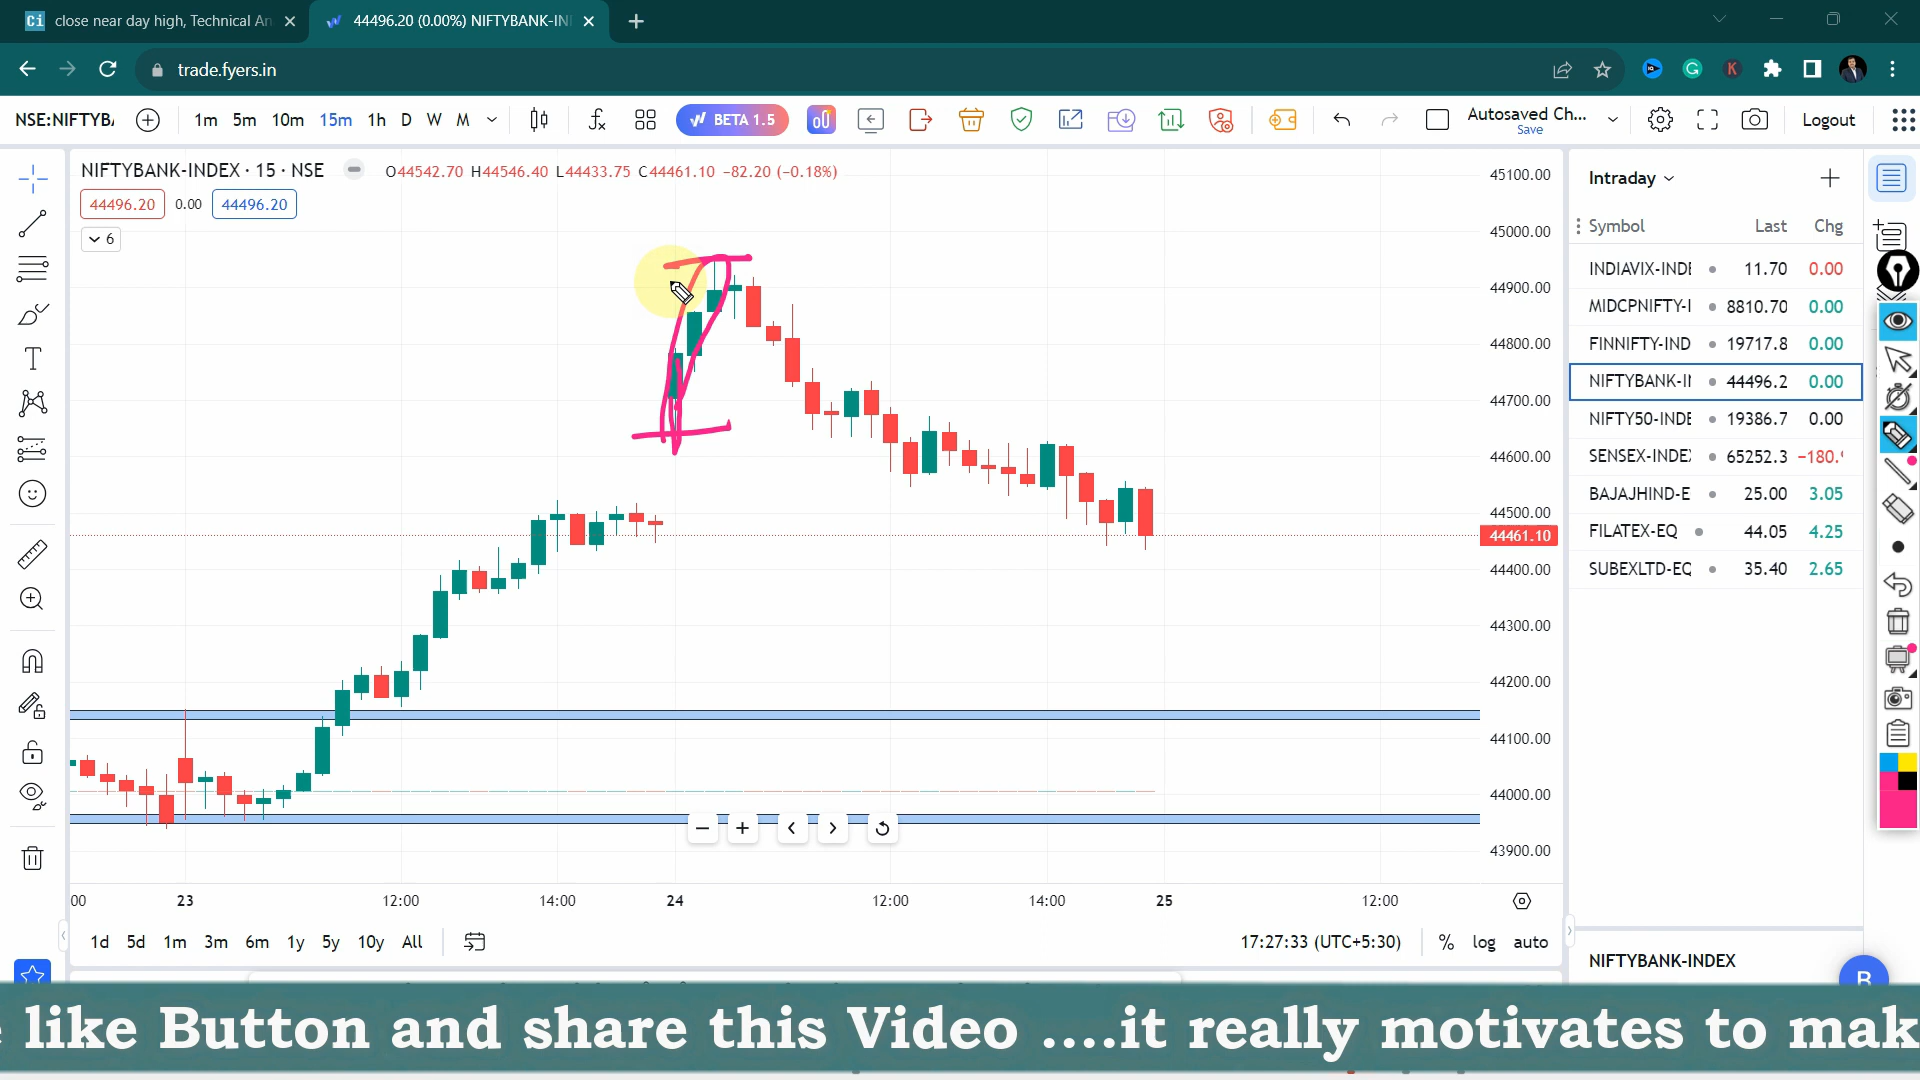 Ci close near day high, Technical An
44496.20 (0.00%) NIFTYBANK-IN
trade.fyers.in
NSE:NIFTYB
1m 5m 10m 15m 1h D W M
BETA 1.5
Autosaved Ch...
Save
Logout
NIFTYBANK-INDEX · 15 · NSE
O44542.70 H44546.40 L44433.75 C44461.10 −82.20 (−0.18%)
44496.20 0.00 44496.20
6
45100.00
45000.00
44900.00
44800.00
44700.00
44600.00
44500.00
44461.10
44400.00
44300.00
44200.00
44100.00
44000.00
43900.00
:00 23 12:00 14:00 24 12:00 14:00 25 12:00
1d 5d 1m 3m 6m 1y 5y 10y All
17:27:33 (UTC+5:30) % log auto
Intraday
Symbol Last Chg
INDIAVIX-INDE 11.70 0.00
MIDCPNIFTY-I 8810.70 0.00
FINNIFTY-IND 19717.8 0.00
NIFTYBANK-II 44496.2 0.00
NIFTY50-INDE 19386.7 0.00
SENSEX-INDEX 65252.3 −180.
BAJAJHIND-E 25.00 3.05
FILATEX-EQ 44.05 4.25
SUBEXLTD-EQ 35.40 2.65
NIFTYBANK-INDEX
like Button and share this Video ....it really motivates to mak